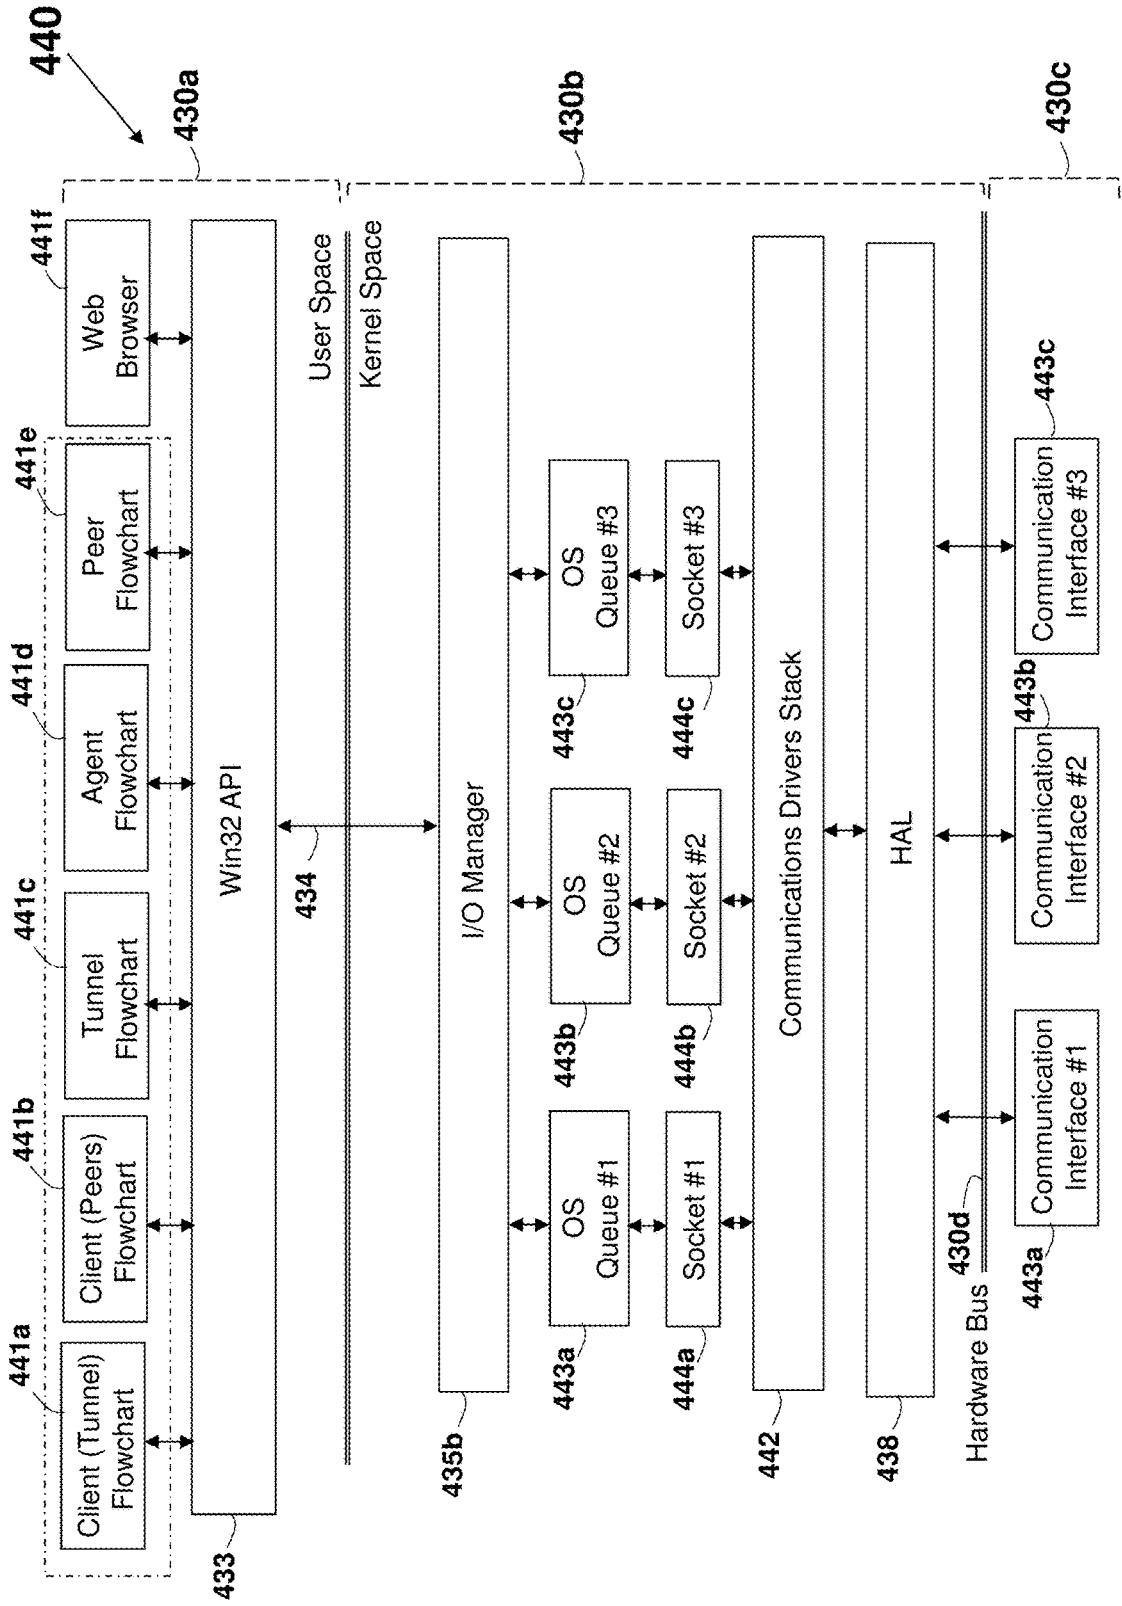 440
441a
441b
441c
441d
441e
441f
430a
Client (Tunnel)
Flowchart
Client (Peers)
Flowchart
Tunnel
Flowchart
Agent
Flowchart
Peer
Flowchart
Web
Browser
433
Win32 API
434
User Space
Kernel Space
430b
435b
I/O Manager
443a
OS
Queue #1
443b
OS
Queue #2
443c
OS
Queue #3
444a
Socket #1
444b
Socket #2
444c
Socket #3
442
Communications Drivers Stack
438
HAL
Hardware Bus
430d
430c
443a
Communication
Interface #1
443b
Communication
Interface #2
443c
Communication
Interface #3